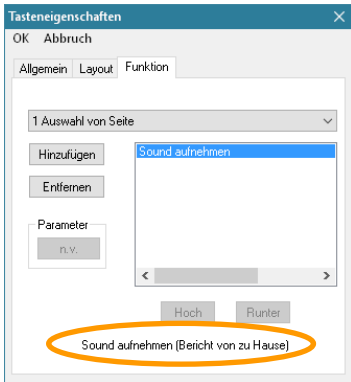 Tasteneigenschaften
OK Abbruch
Allgemein Layout Funktion
1 Auswahl von Seite
Hinzufügen
Sound aufnehmen
Entfernen
Parameter
n.v.
Hoch Runter
Sound aufnehmen (Bericht von zu Hause)